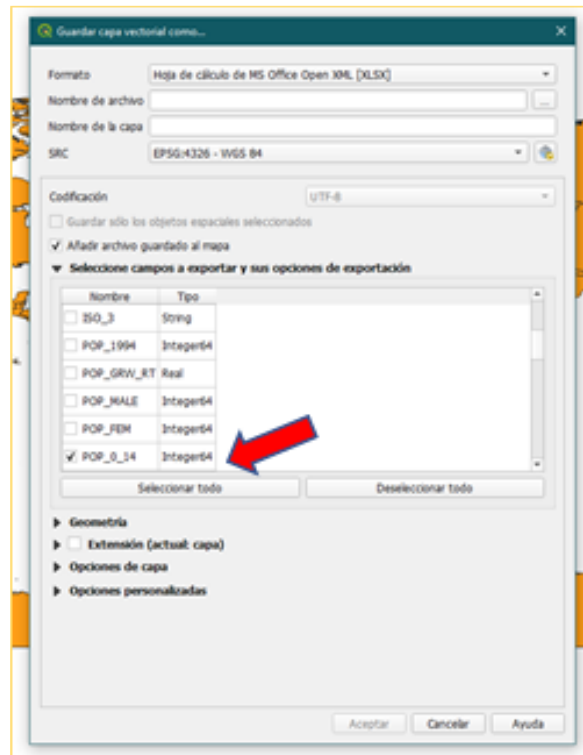 Guardar capa vectorial como...
Formato Hoja de cálculo de MS Office Open XML [XLSX]
Nombre de archivo ...
Nombre de la capa
SRC EPSG:4326 - WGS 84
Codificación UTF-8
Guardar sólo los objetos espaciales seleccionados
Añadir archivo guardado al mapa
Seleccione campos a exportar y sus opciones de exportación
Nombre Tipo
ISO_3 String
POP_1994 Integer64
POP_GRW_RT Real
POP_MALE Integer64
POP_FEM Integer64
POP_0_14 Integer64
Seleccionar todo Deseleccionar todo
Geometría
Extensión (actual: capa)
Opciones de capa
Opciones personalizadas
Aceptar Cancelar Ayuda